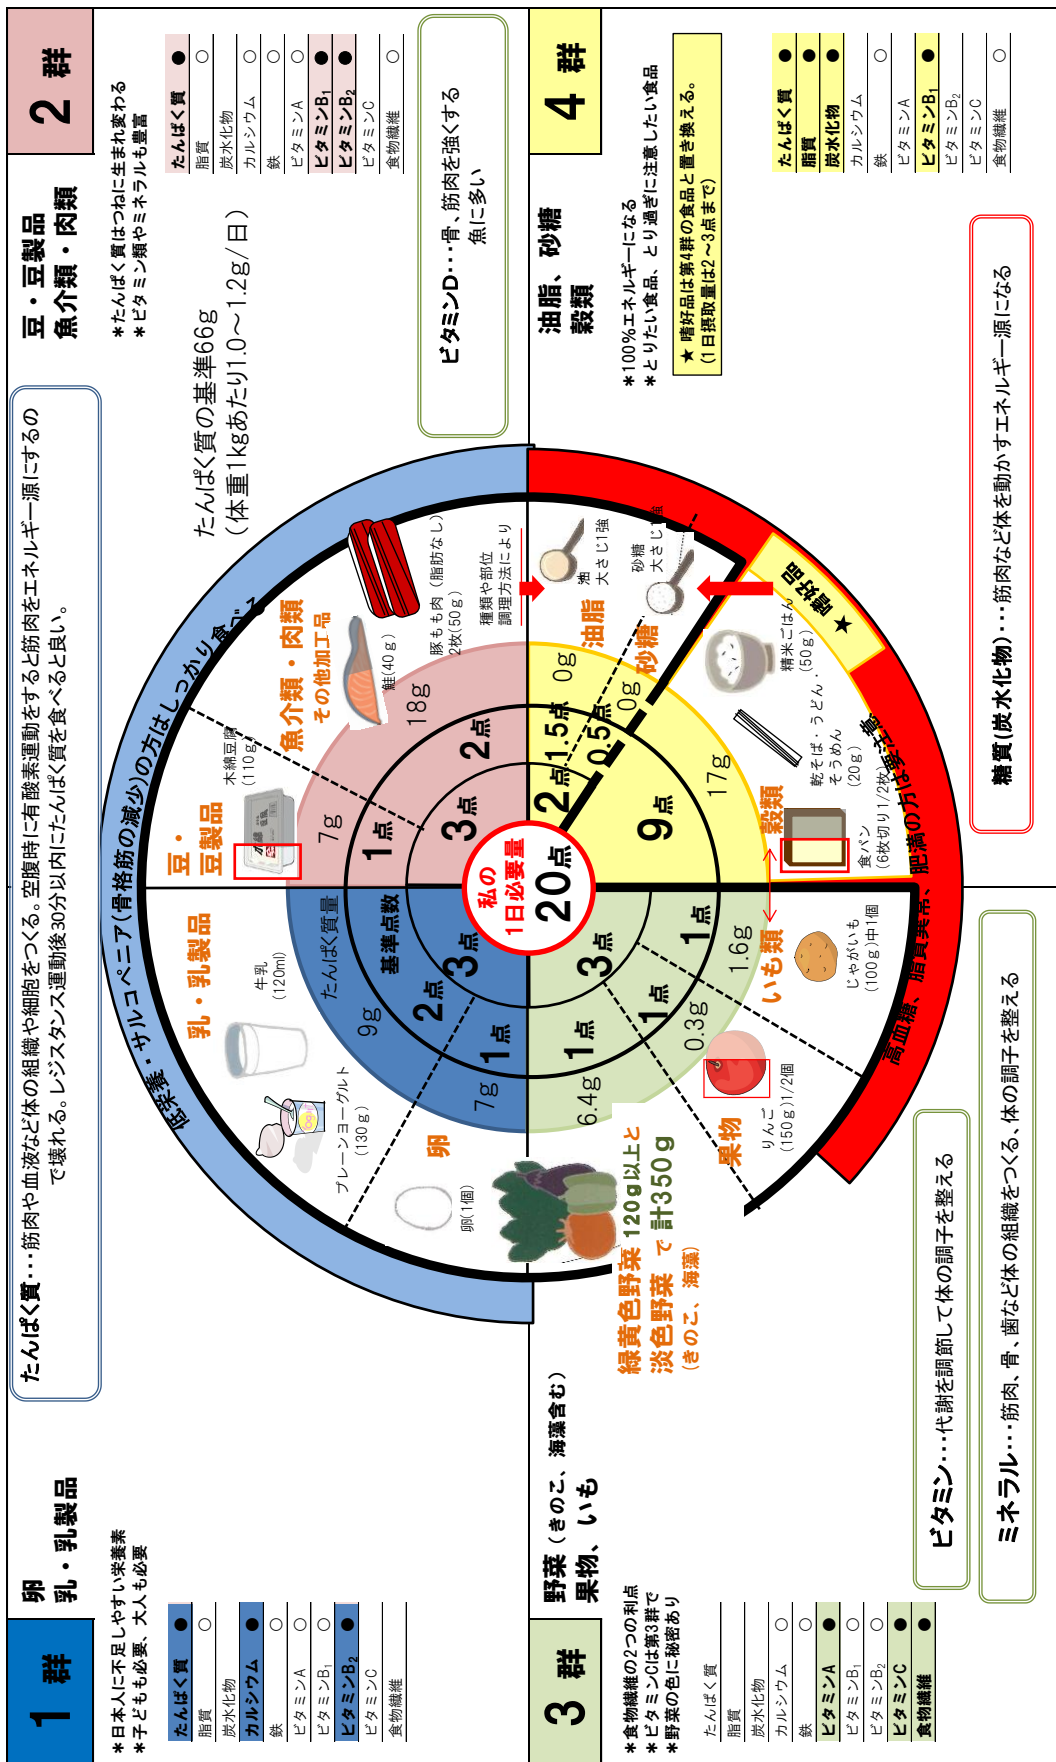 1 群
卵
乳・乳製品
*日本人に不足しやすい栄養素
*子どもも必要、大人も必要
たんぱく質 ●
脂質 ○
炭水化物
カルシウム ●
鉄 ○
ビタミンA ○
ビタミンB₁ ○
ビタミンB₂ ●
ビタミンC
食物繊維
たんぱく質･･･筋肉や血液など体の組織や細胞をつくる。空腹時に有酸素運動をすると筋肉をエネルギー源にするの
で壊れる。レジスタンス運動後30分以内にたんぱく質を食べると良い。
豆・豆製品
魚介類・肉類
2 群
*たんぱく質はつねに生まれ変わる
*ビタミン類やミネラルも豊富
たんぱく質 ●
脂質 ○
炭水化物
カルシウム ○
鉄 ○
ビタミンA ○
ビタミンB₁ ●
ビタミンB₂ ●
ビタミンC
食物繊維 ○
たんぱく質の基準66g
(体重1kgあたり1.0～1.2g/日)
ビタミンD･･･骨、筋肉を強くする
魚に多い
低栄養・サルコペニア(骨格筋の減少)の方はしっかり食べる
乳・乳製品
牛乳
(120ml)
プレーンヨーグルト
(130ｇ)
卵
卵(1個)
たんぱく質量
基準点数
9g
2点
3点
7g
1点
豆・
豆製品
木綿豆腐
(110ｇ)
7g
1点
3点
魚介類・肉類
その他加工品
鮭(40ｇ)
豚もも肉(脂肪なし)
2枚(50ｇ)
種類や部位
調理方法により
18g
2点
私の
1日必要量
20点
油脂
油
大さじ1強
0g
1.5点
砂糖
砂糖
大さじ1強
0g
0.5点
2点
★ 嗜好品
穀類
精米ごはん
(50ｇ)
乾そば・うどん・
そうめん
(20ｇ)
食パン
(6枚切り1/2枚)
17g
9点
いも類
じゃがいも
(100ｇ)中1個
1.6g
1点
果物
りんご
(150ｇ)1/2個
0.3g
1点
3点
6.4g
1点
緑黄色野菜 120g以上と
淡色野菜 で 計350ｇ
(きのこ、海藻)
高血糖、脂質異常、肥満の方は要注意
3 群
野菜（きのこ、海藻含む）
果物、いも
*食物繊維の2つの利点
*ビタミンCは第3群で
*野菜の色に秘密あり
たんぱく質
脂質
炭水化物
カルシウム ○
鉄 ○
ビタミンA ●
ビタミンB₁ ○
ビタミンB₂ ○
ビタミンC ●
食物繊維 ●
ビタミン･･･代謝を調節して体の調子を整える
ミネラル･･･筋肉、骨、歯など体の組織をつくる、体の調子を整える
油脂、砂糖
穀類
4 群
*100%エネルギーになる
*とりたい食品、とり過ぎに注意したい食品
★ 嗜好品は第4群の食品と置き換える。
(1日摂取量は2～3点まで)
たんぱく質 ●
脂質 ●
炭水化物 ●
カルシウム
鉄 ○
ビタミンA
ビタミンB₁ ●
ビタミンB₂
ビタミンC
食物繊維 ○
糖質(炭水化物)･･･筋肉など体を動かすエネルギー源になる